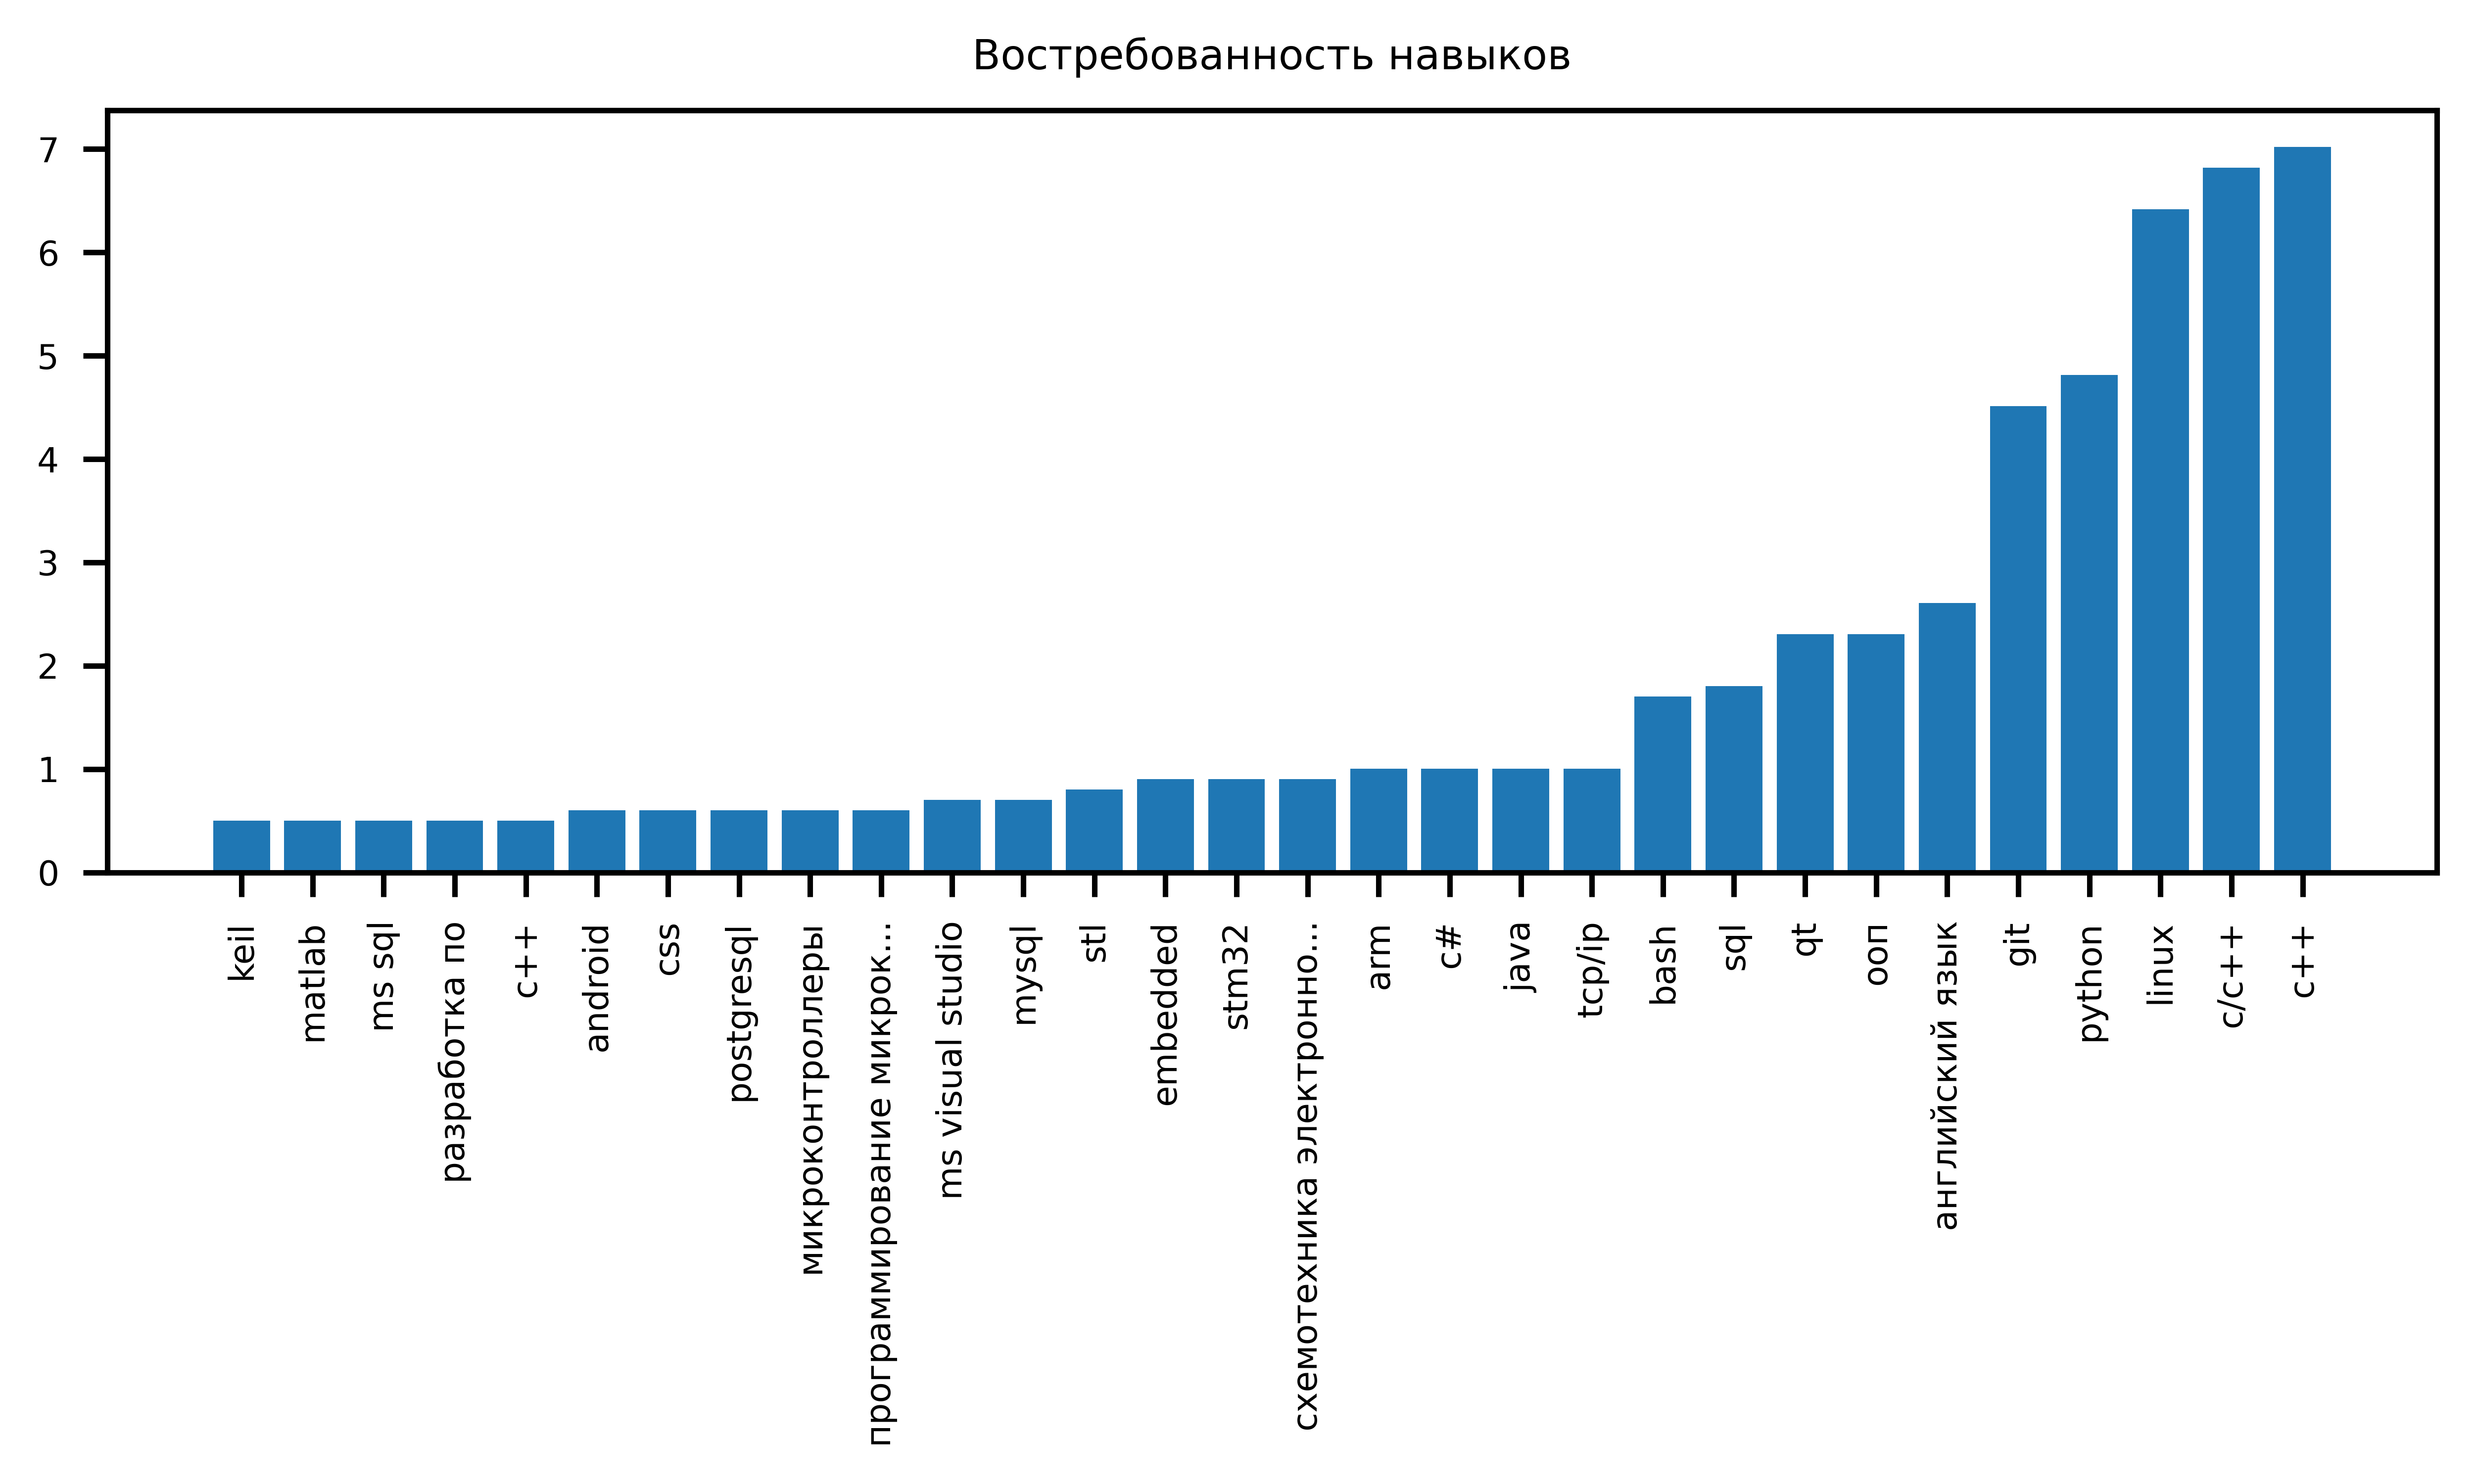 Востребованность навыков
7
6
5
4
3
2
1
0
keil
matlab
ms sql
разработка по
с++
android
css
postgresql
микроконтроллеры
программирование микрок...
ms visual studio
mysql
stl
embedded
stm32
схемотехника электронно...
arm
c#
java
tcp/ip
bash
sql
qt
ооп
английский язык
git
python
linux
c/c++
c++